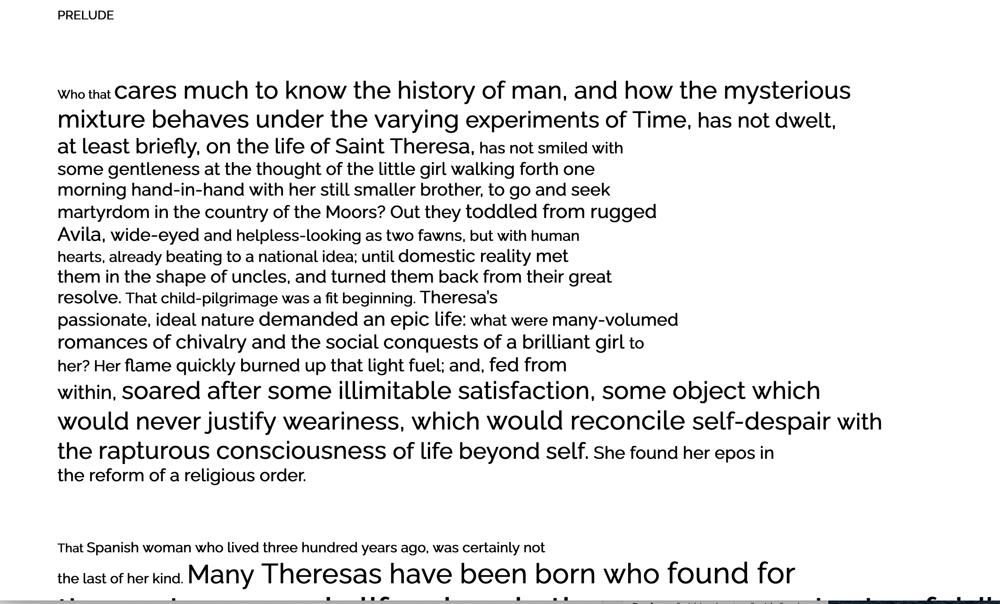 PRELUDE
Who that cares much to know the history of man, and how the mysterious
mixture behaves under the varying experiments of Time, has not dwelt,
at least briefly, on the life of Saint Theresa, has not smiled with
some gentleness at the thought of the little girl walking forth one
morning hand-in-hand with her still smaller brother, to go and seek
martyrdom in the country of the Moors? Out they toddled from rugged
Avila, wide-eyed and helpless-looking as two fawns, but with human
hearts, already beating to a national idea; until domestic reality met
them in the shape of uncles, and turned them back from their great
resolve. That child-pilgrimage was a fit beginning. Theresa’s
passionate, ideal nature demanded an epic life: what were many-volumed
romances of chivalry and the social conquests of a brilliant girl to
her? Her flame quickly burned up that light fuel; and, fed from
within, soared after some illimitable satisfaction, some object which
would never justify weariness, which would reconcile self-despair with
the rapturous consciousness of life beyond self. She found her epos in
the reform of a religious order.
That Spanish woman who lived three hundred years ago, was certainly not
the last of her kind. Many Theresas have been born who found for